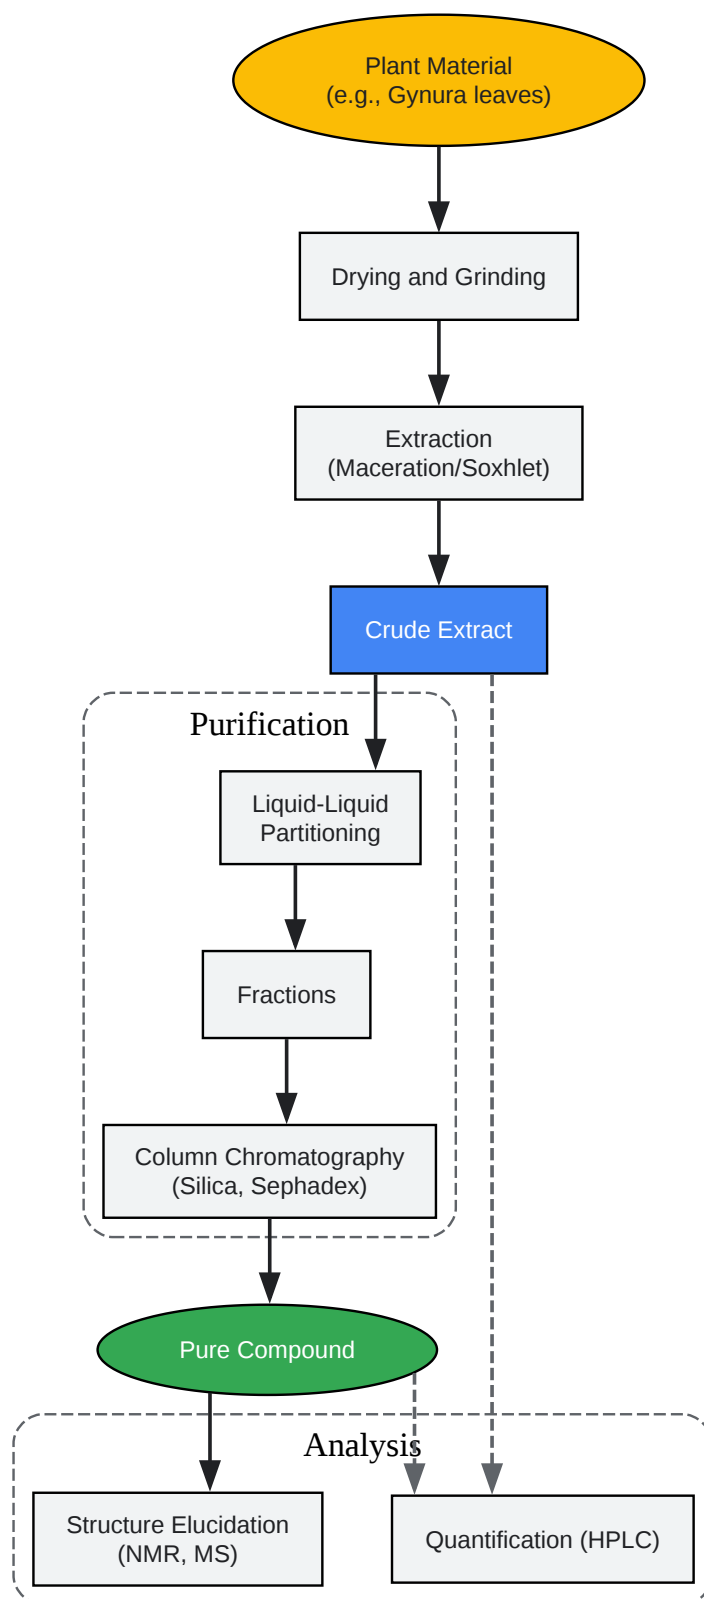 Plant Material
(e.g., Gynura leaves)
Drying and Grinding
Extraction
(Maceration/Soxhlet)
Crude Extract
Purification
Liquid-Liquid
Partitioning
Fractions
Column Chromatography
(Silica, Sephadex)
Pure Compound
Analysis
Structure Elucidation
(NMR, MS)
Quantification (HPLC)